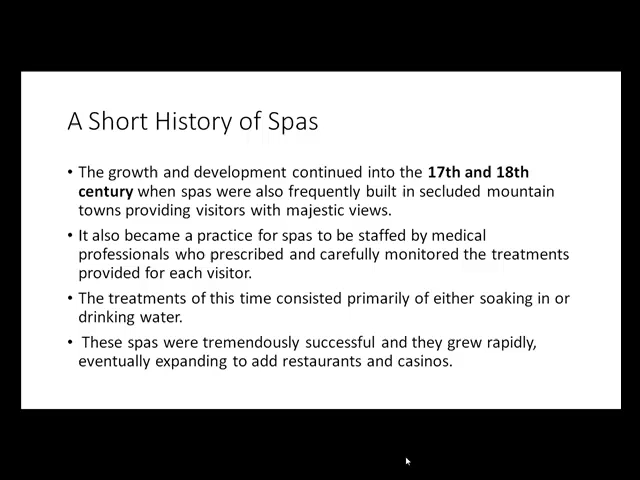 A Short History of Spas
• The growth and development continued into the 17th and 18th
century when spas were also frequently built in secluded mountain
towns providing visitors with majestic views.
• It also became a practice for spas to be staffed by medical
professionals who prescribed and carefully monitored the treatments
provided for each visitor.
• The treatments of this time consisted primarily of either soaking in or
drinking water.
• These spas were tremendously successful and they grew rapidly,
eventually expanding to add restaurants and casinos.